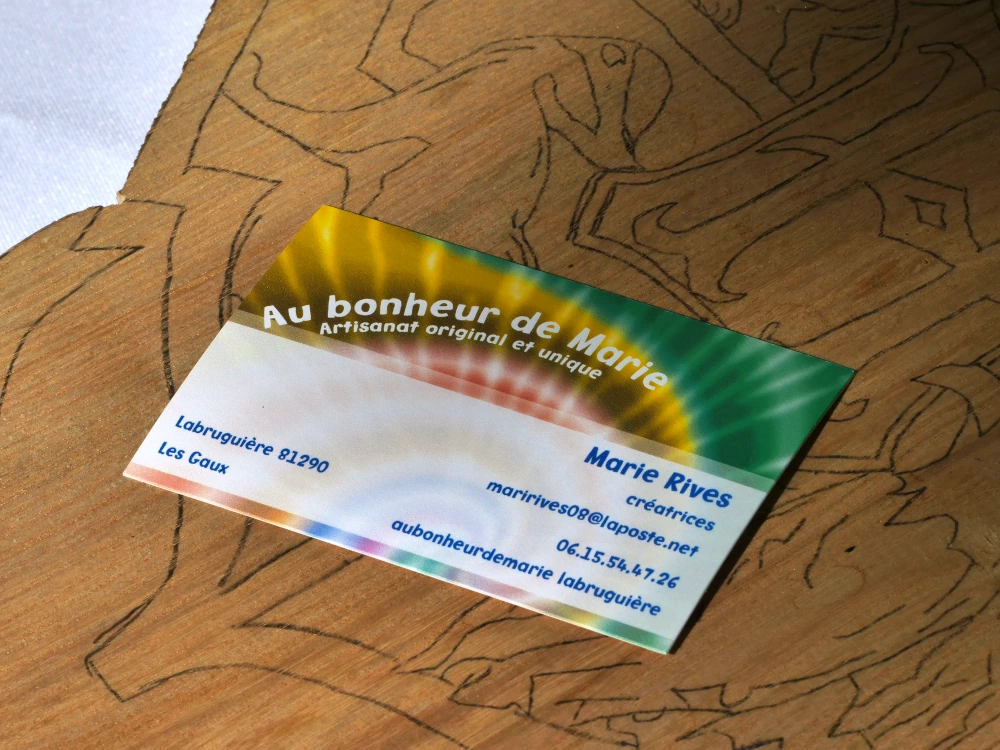 Au bonheur de Marie
Artisanat original et unique
Labruguière 81290
Les Gaux
Marie Rives
créatrices
maririves08@laposte.net
06.15.54.47.26
aubonheurdemarie labruguière